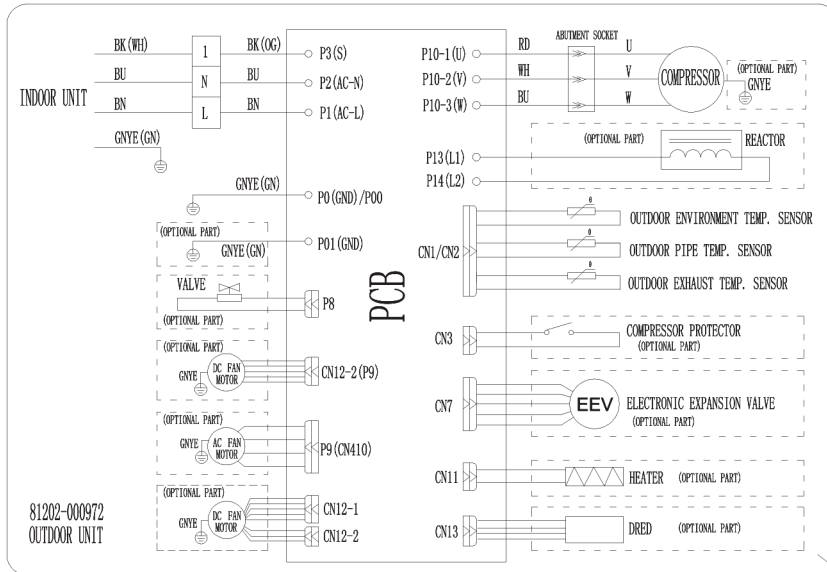 BK(WH)
1
BK(OG)
P3(S)
BU
N
BU
P2(AC-N)
INDOOR UNIT
BN
L
BN
P1(AC-L)
GNYE(GN)
GNYE(GN)
P0(GND)/P00
(OPTIONAL PART)
GNYE(GN)
P01(GND)
VALVE
P8
(OPTIONAL PART)
(OPTIONAL PART)
GNYE
DC FAN
MOTOR
CN12-2(P9)
(OPTIONAL PART)
GNYE
AC FAN
MOTOR
P9(CN410)
(OPTIONAL PART)
GNYE
DC FAN
MOTOR
CN12-1
CN12-2
81202-000972
OUTDOOR UNIT
PCB
ABUTMENT SOCKET
P10-1(U)
RD
U
P10-2(V)
WH
V
COMPRESSOR
(OPTIONAL PART)
GNYE
P10-3(W)
BU
W
(OPTIONAL PART)
REACTOR
P13(L1)
P14(L2)
CN1/CN2
θ
OUTDOOR ENVIRONMENT TEMP. SENSOR
θ
OUTDOOR PIPE TEMP. SENSOR
θ
OUTDOOR EXHAUST TEMP. SENSOR
CN3
COMPRESSOR PROTECTOR
(OPTIONAL PART)
CN7
EEV
ELECTRONIC EXPANSION VALVE
(OPTIONAL PART)
CN11
HEATER (OPTIONAL PART)
CN13
DRED (OPTIONAL PART)